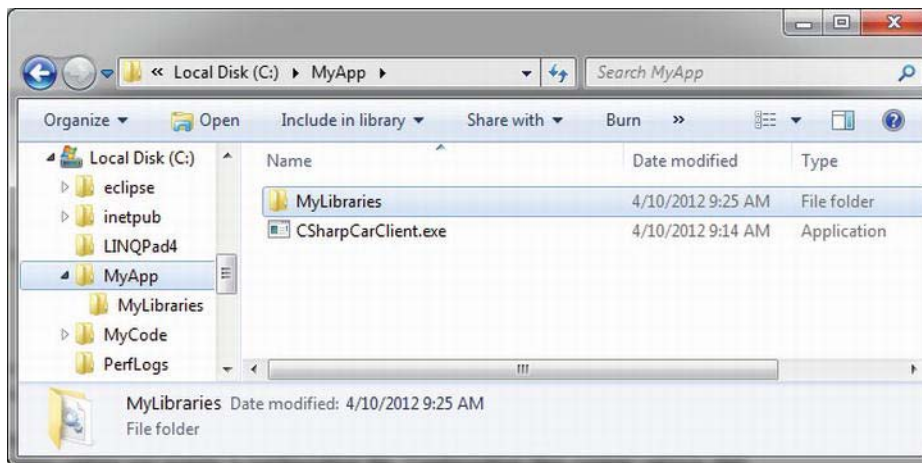 « Local Disk (C:) MyApp Search MyApp
Organize Open Include in library Share with Burn »
Local Disk (C:)
eclipse
inetpub
LINQPad4
MyApp
MyLibraries
MyCode
PerfLogs
Name Date modified Type
MyLibraries 4/10/2012 9:25 AM File folder
CSharpCarClient.exe 4/10/2012 9:14 AM Application
MyLibraries Date modified: 4/10/2012 9:25 AM
File folder